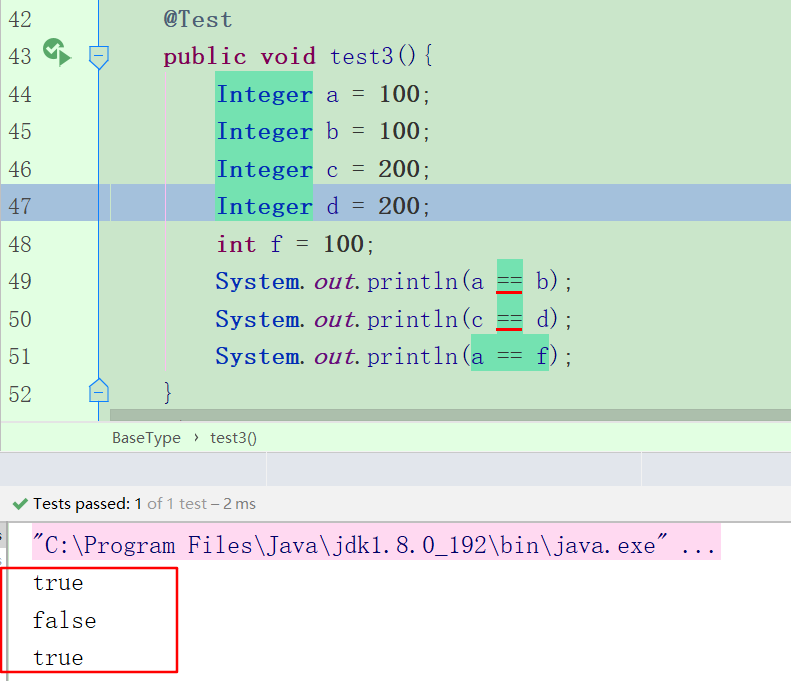 42 @Test
43 public void test3(){
44 Integer a = 100;
45 Integer b = 100;
46 Integer c = 200;
47 Integer d = 200;
48 int f = 100;
49 System.out.println(a == b);
50 System.out.println(c == d);
51 System.out.println(a == f);
52 }
BaseType › test3()
Tests passed: 1 of 1 test – 2 ms
"C:\Program Files\Java\jdk1.8.0_192\bin\java.exe" ...
true
false
true